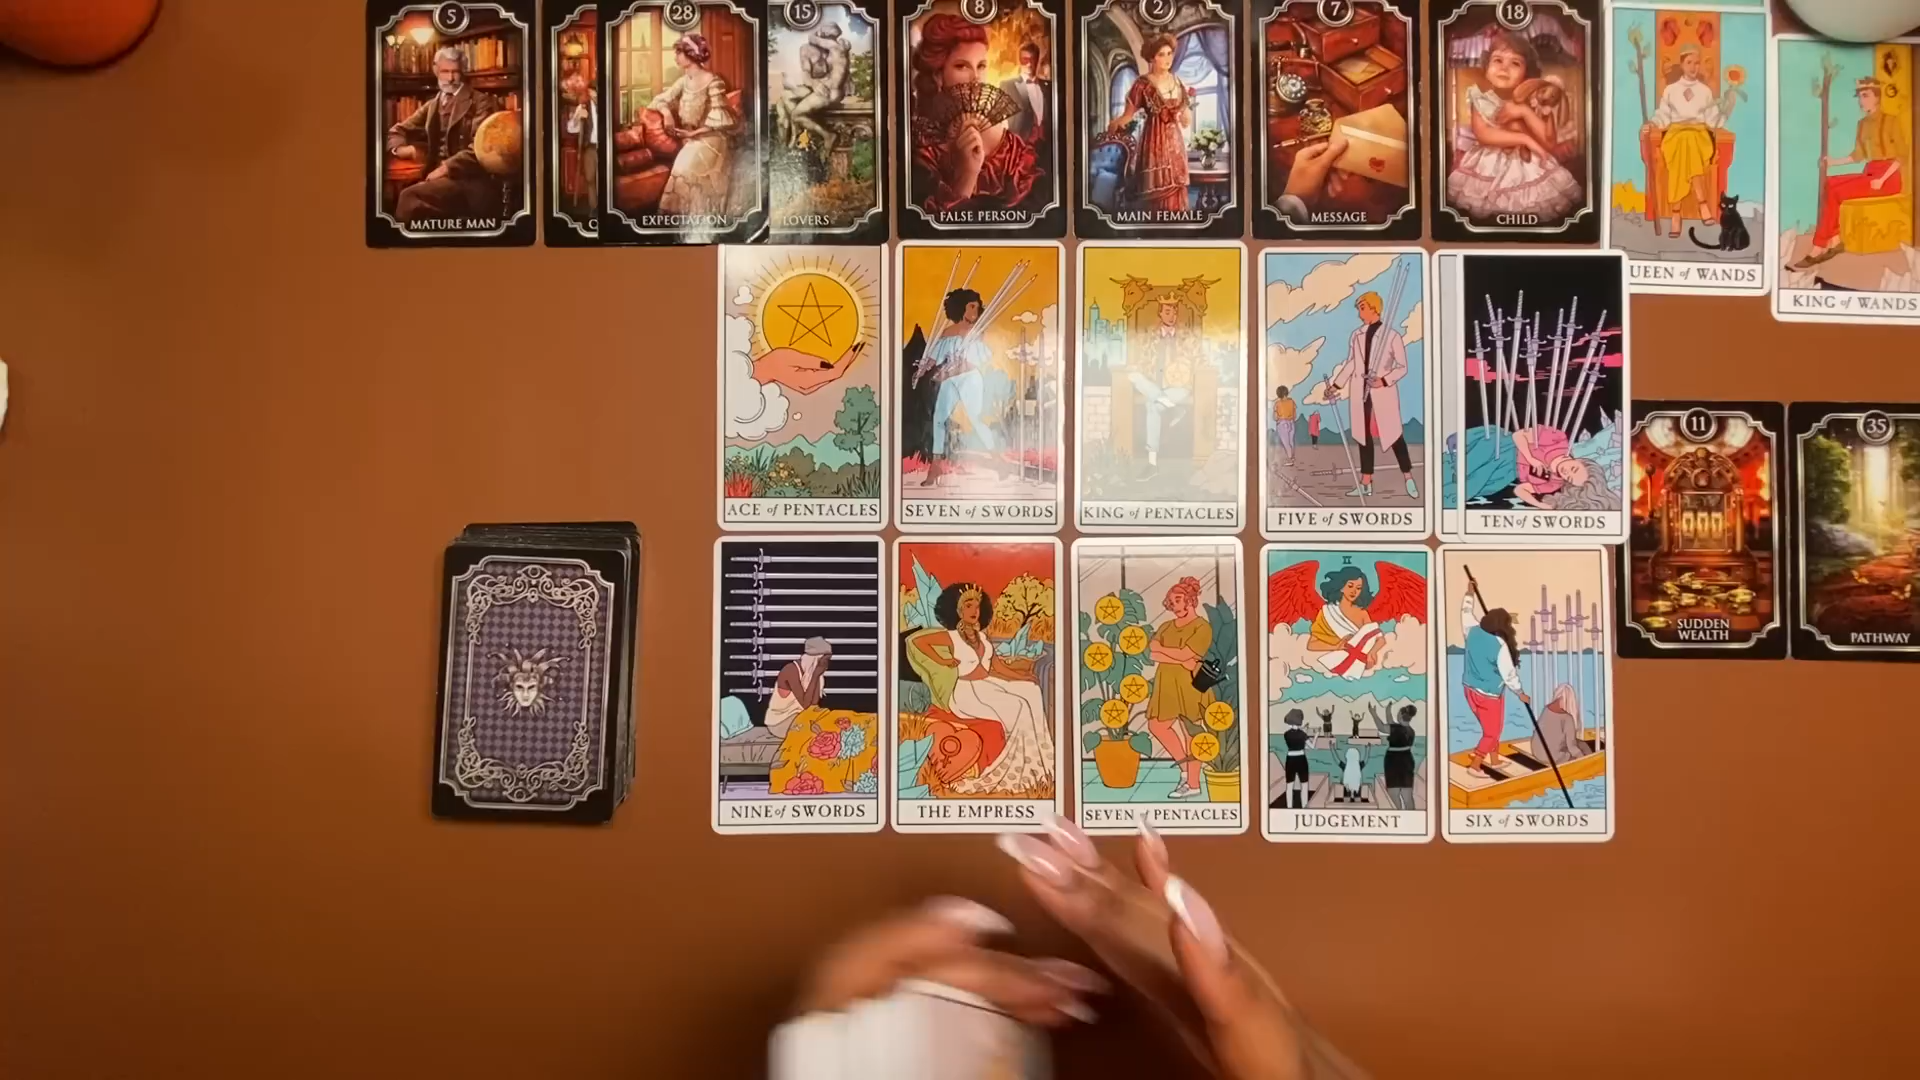 5
28
15
8
2
7
18
MATURE MAN
C
EXPECTATION
LOVERS
FALSE PERSON
MAIN FEMALE
MESSAGE
CHILD
UEEN of WANDS
KING of WANDS
ACE of PENTACLES
SEVEN of SWORDS
KING of PENTACLES
FIVE of SWORDS
TEN of SWORDS
11
SUDDEN
WEALTH
35
PATHWAY
NINE of SWORDS
THE EMPRESS
SEVEN of PENTACLES
JUDGEMENT
SIX of SWORDS